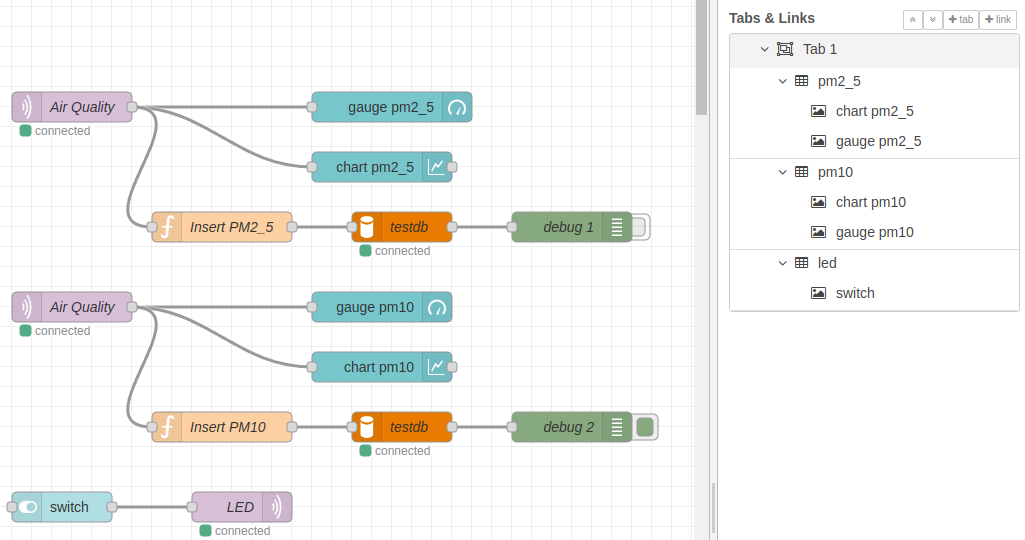 Air Quality
connected
gauge pm2_5
chart pm2_5
Insert PM2_5
testdb
connected
debug 1
Air Quality
connected
gauge pm10
chart pm10
Insert PM10
testdb
connected
debug 2
switch
LED
connected
Tabs & Links
tab
link
Tab 1
pm2_5
chart pm2_5
gauge pm2_5
pm10
chart pm10
gauge pm10
led
switch